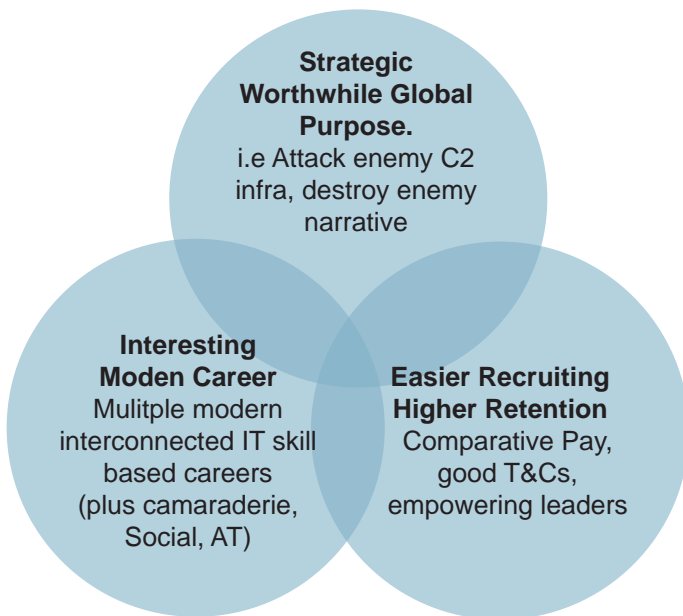 Strategic
Worthwhile Global
Purpose.
i.e Attack enemy C2
infra, destroy enemy
narrative
Interesting
Moden Career
Mulitple modern
interconnected IT skill
based careers
(plus camaraderie,
Social, AT)
Easier Recruiting
Higher Retention
Comparative Pay,
good T&Cs,
empowering leaders